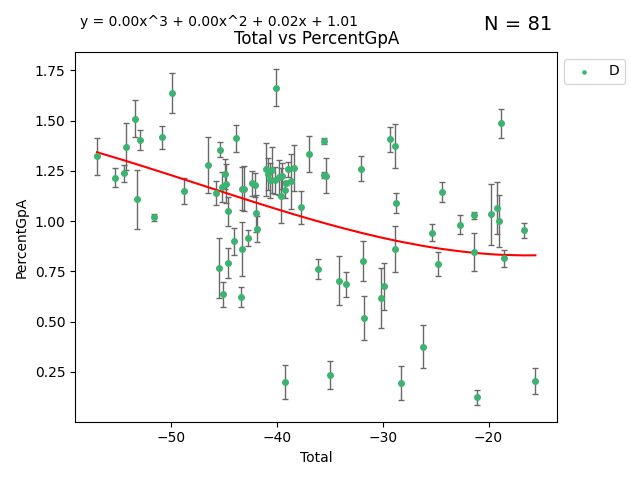 y = 0.00x^3 + 0.00x^2 + 0.02x + 1.01
N = 81
Total vs PercentGpA
D
PercentGpA
1.75
1.50
1.25
1.00
0.75
0.50
0.25
−50
−40
−30
−20
Total